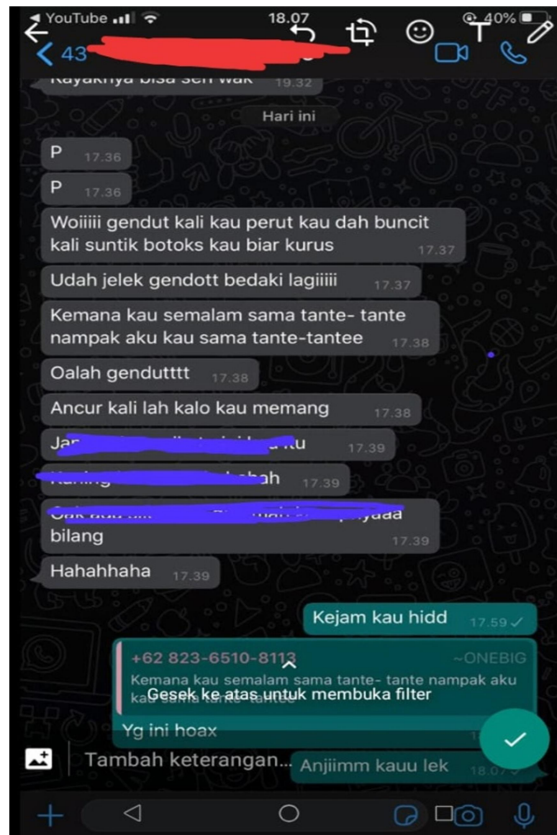 YouTube
18.07
40%
T
43
Kayaknya bisa seh wak 19.32
Hari ini
P 17.36
P 17.36
Woiiiii gendut kali kau perut kau dah buncit
kali suntik botoks kau biar kurus 17.37
Udah jelek gendott bedaki lagiiiii 17.37
Kemana kau semalam sama tante- tante
nampak aku kau sama tante-tantee 17.38
Oalah gendutttt 17.38
Ancur kali lah kalo kau memang 17.38
17.39
17.39
bilang 17.39
Hahahhaha 17.39
Kejam kau hidd 17.59
+62 823-6510-8113 ~ONEBIG
Kemana kau semalam sama tante- tante nampak aku
kau sama tante-tantee
Gesek ke atas untuk membuka filter
Yg ini hoax
Tambah keterangan...
Anjiimm kauu lek 18.07